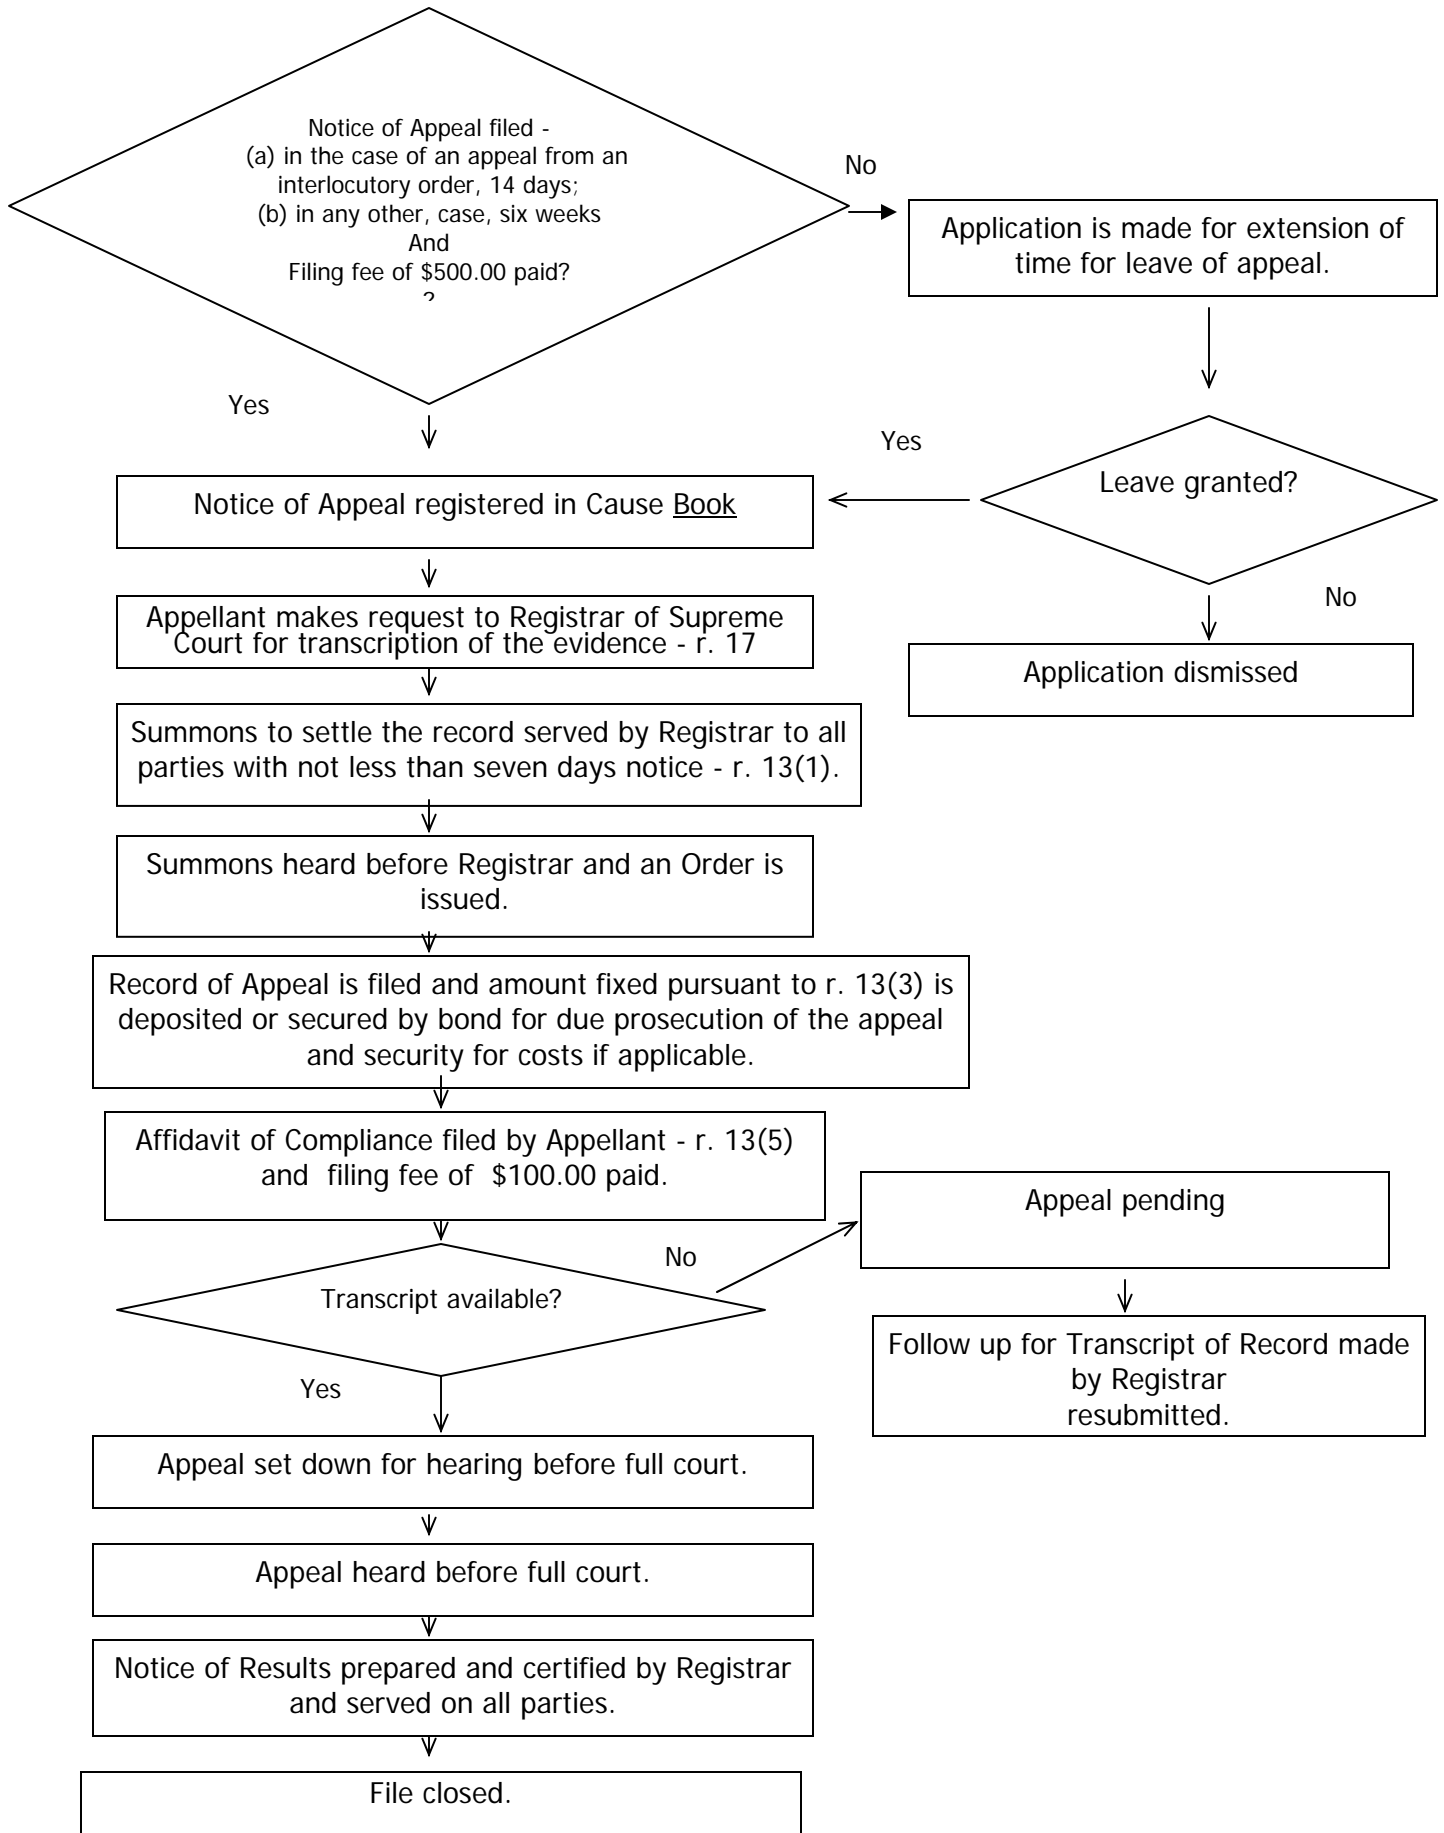 Notice of Appeal filed -
(a) in the case of an appeal from an
interlocutory order, 14 days;
(b) in any other, case, six weeks
And
Filing fee of $500.00 paid?
?
No
Application is made for extension of
time for leave of appeal.
Yes
Yes
Leave granted?
Notice of Appeal registered in Cause Book
No
Appellant makes request to Registrar of Supreme
Court for transcription of the evidence - r. 17
Application dismissed
Summons to settle the record served by Registrar to all
parties with not less than seven days notice - r. 13(1).
Summons heard before Registrar and an Order is
issued.
Record of Appeal is filed and amount fixed pursuant to r. 13(3) is
deposited or secured by bond for due prosecution of the appeal
and security for costs if applicable.
Affidavit of Compliance filed by Appellant - r. 13(5)
and  filing fee of  $100.00 paid.
Appeal pending
No
Transcript available?
Follow up for Transcript of Record made
by Registrar
resubmitted.
Yes
Appeal set down for hearing before full court.
Appeal heard before full court.
Notice of Results prepared and certified by Registrar
and served on all parties.
File closed.